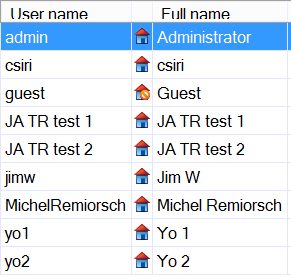 User name Full name
admin Administrator
csiri csiri
guest Guest
JA TR test 1 JA TR test 1
JA TR test 2 JA TR test 2
jimw Jim W
MichelRemiorsch Michel Remiorsch
yo1 Yo 1
yo2 Yo 2